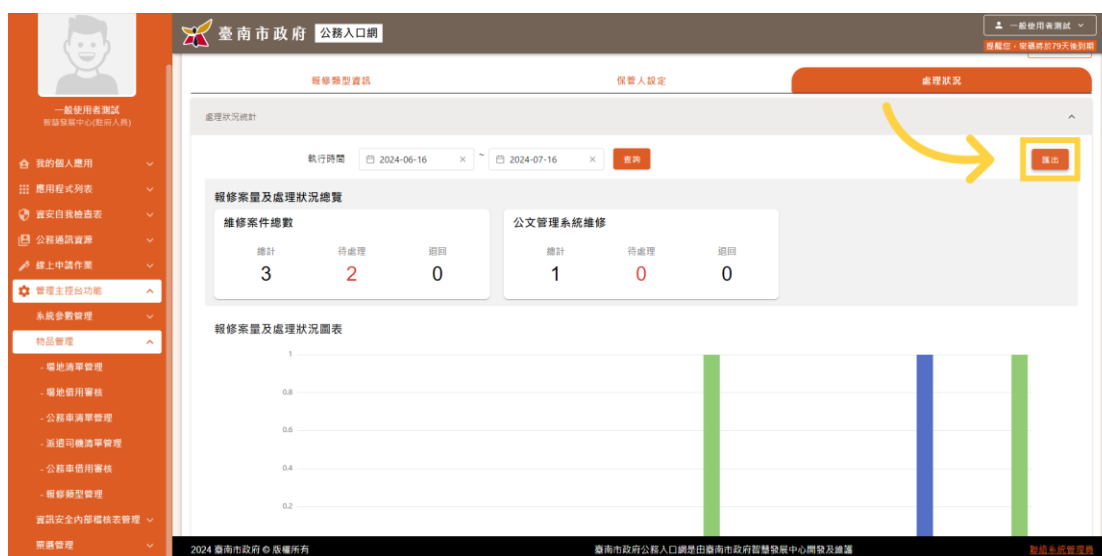 臺南市政府 公務入口網
一般使用者測試
提醒您，密碼將於79天後到期
一般使用者測試
智慧發展中心(駐府人員)
我的個人應用
應用程式列表
資安自我檢查表
公務通訊資源
線上申請作業
管理主控台功能
系統參數管理
物品管理
- 場地清單管理
- 場地借用審核
- 公務車清單管理
- 派遣司機清單管理
- 公務車借用審核
- 報修類型管理
資訊安全內部稽核表管理
票選管理
報修類型資訊
保管人設定
處理狀況
處理狀況統計
執行時間 2024-06-16 × ~ 2024-07-16 × 查詢
匯出
報修案量及處理狀況總覽
維修案件總數
總計 待處理 退回
3 2 0
公文管理系統維修
總計 待處理 退回
1 0 0
報修案量及處理狀況圖表
1
0.8
0.6
0.4
0.2
2024 臺南市政府 © 版權所有
臺南市政府公務入口網是由臺南市政府智慧發展中心開發及維護
聯絡系統管理員